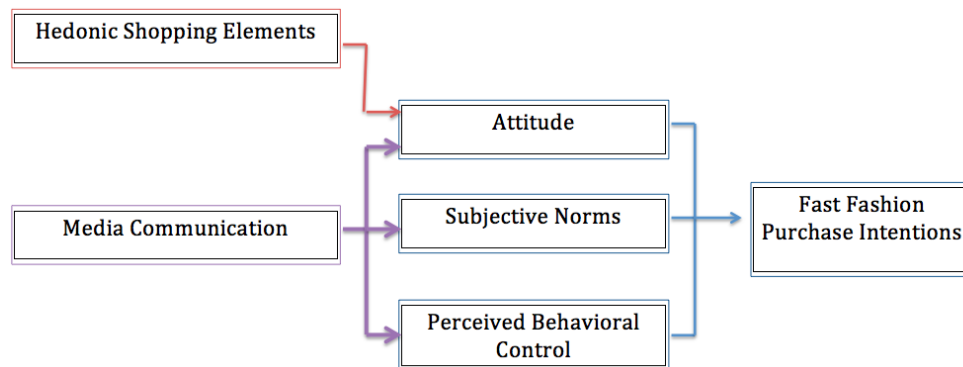 Hedonic Shopping Elements
Attitude
Media Communication
Subjective Norms
Fast Fashion
Purchase Intentions
Perceived Behavioral
Control